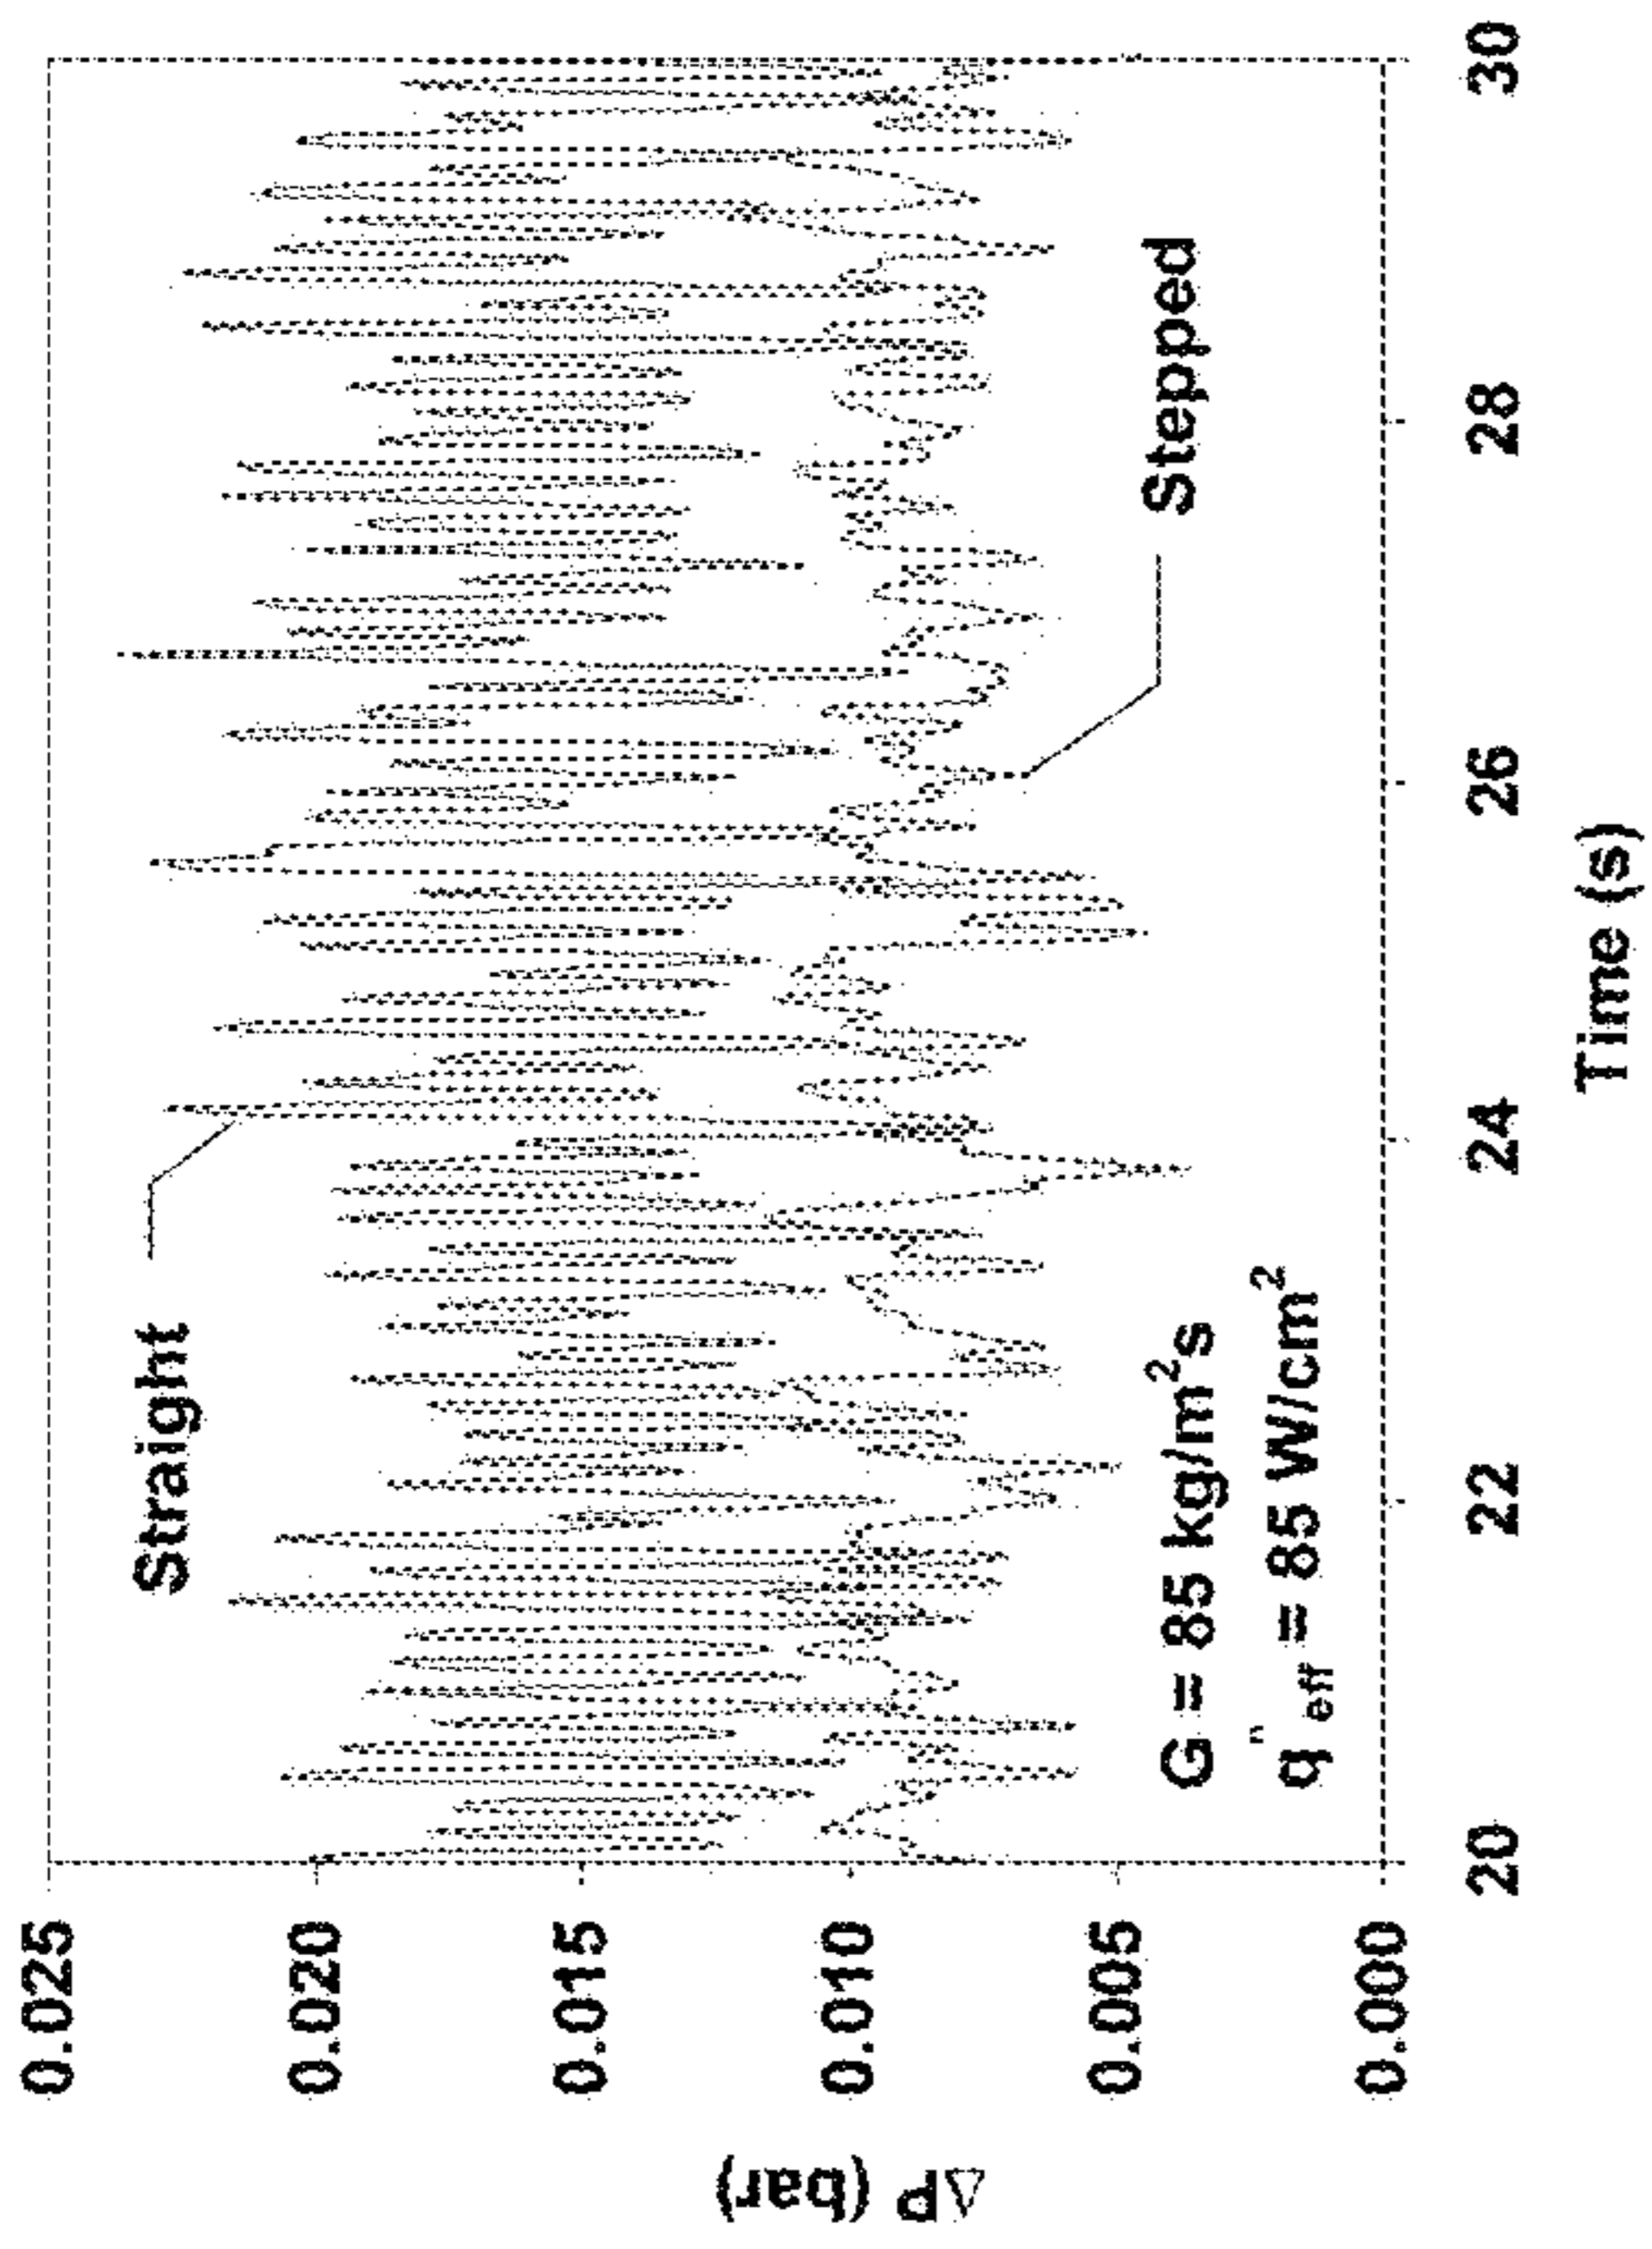 0.025
0.020
0.015
0.010
0.005
0.000
ΔP (bar)
Straight
Stepped
G = 85 kg/m²s
q"eff = 85 W/cm²
20
22
24
26
28
30
Time (s)